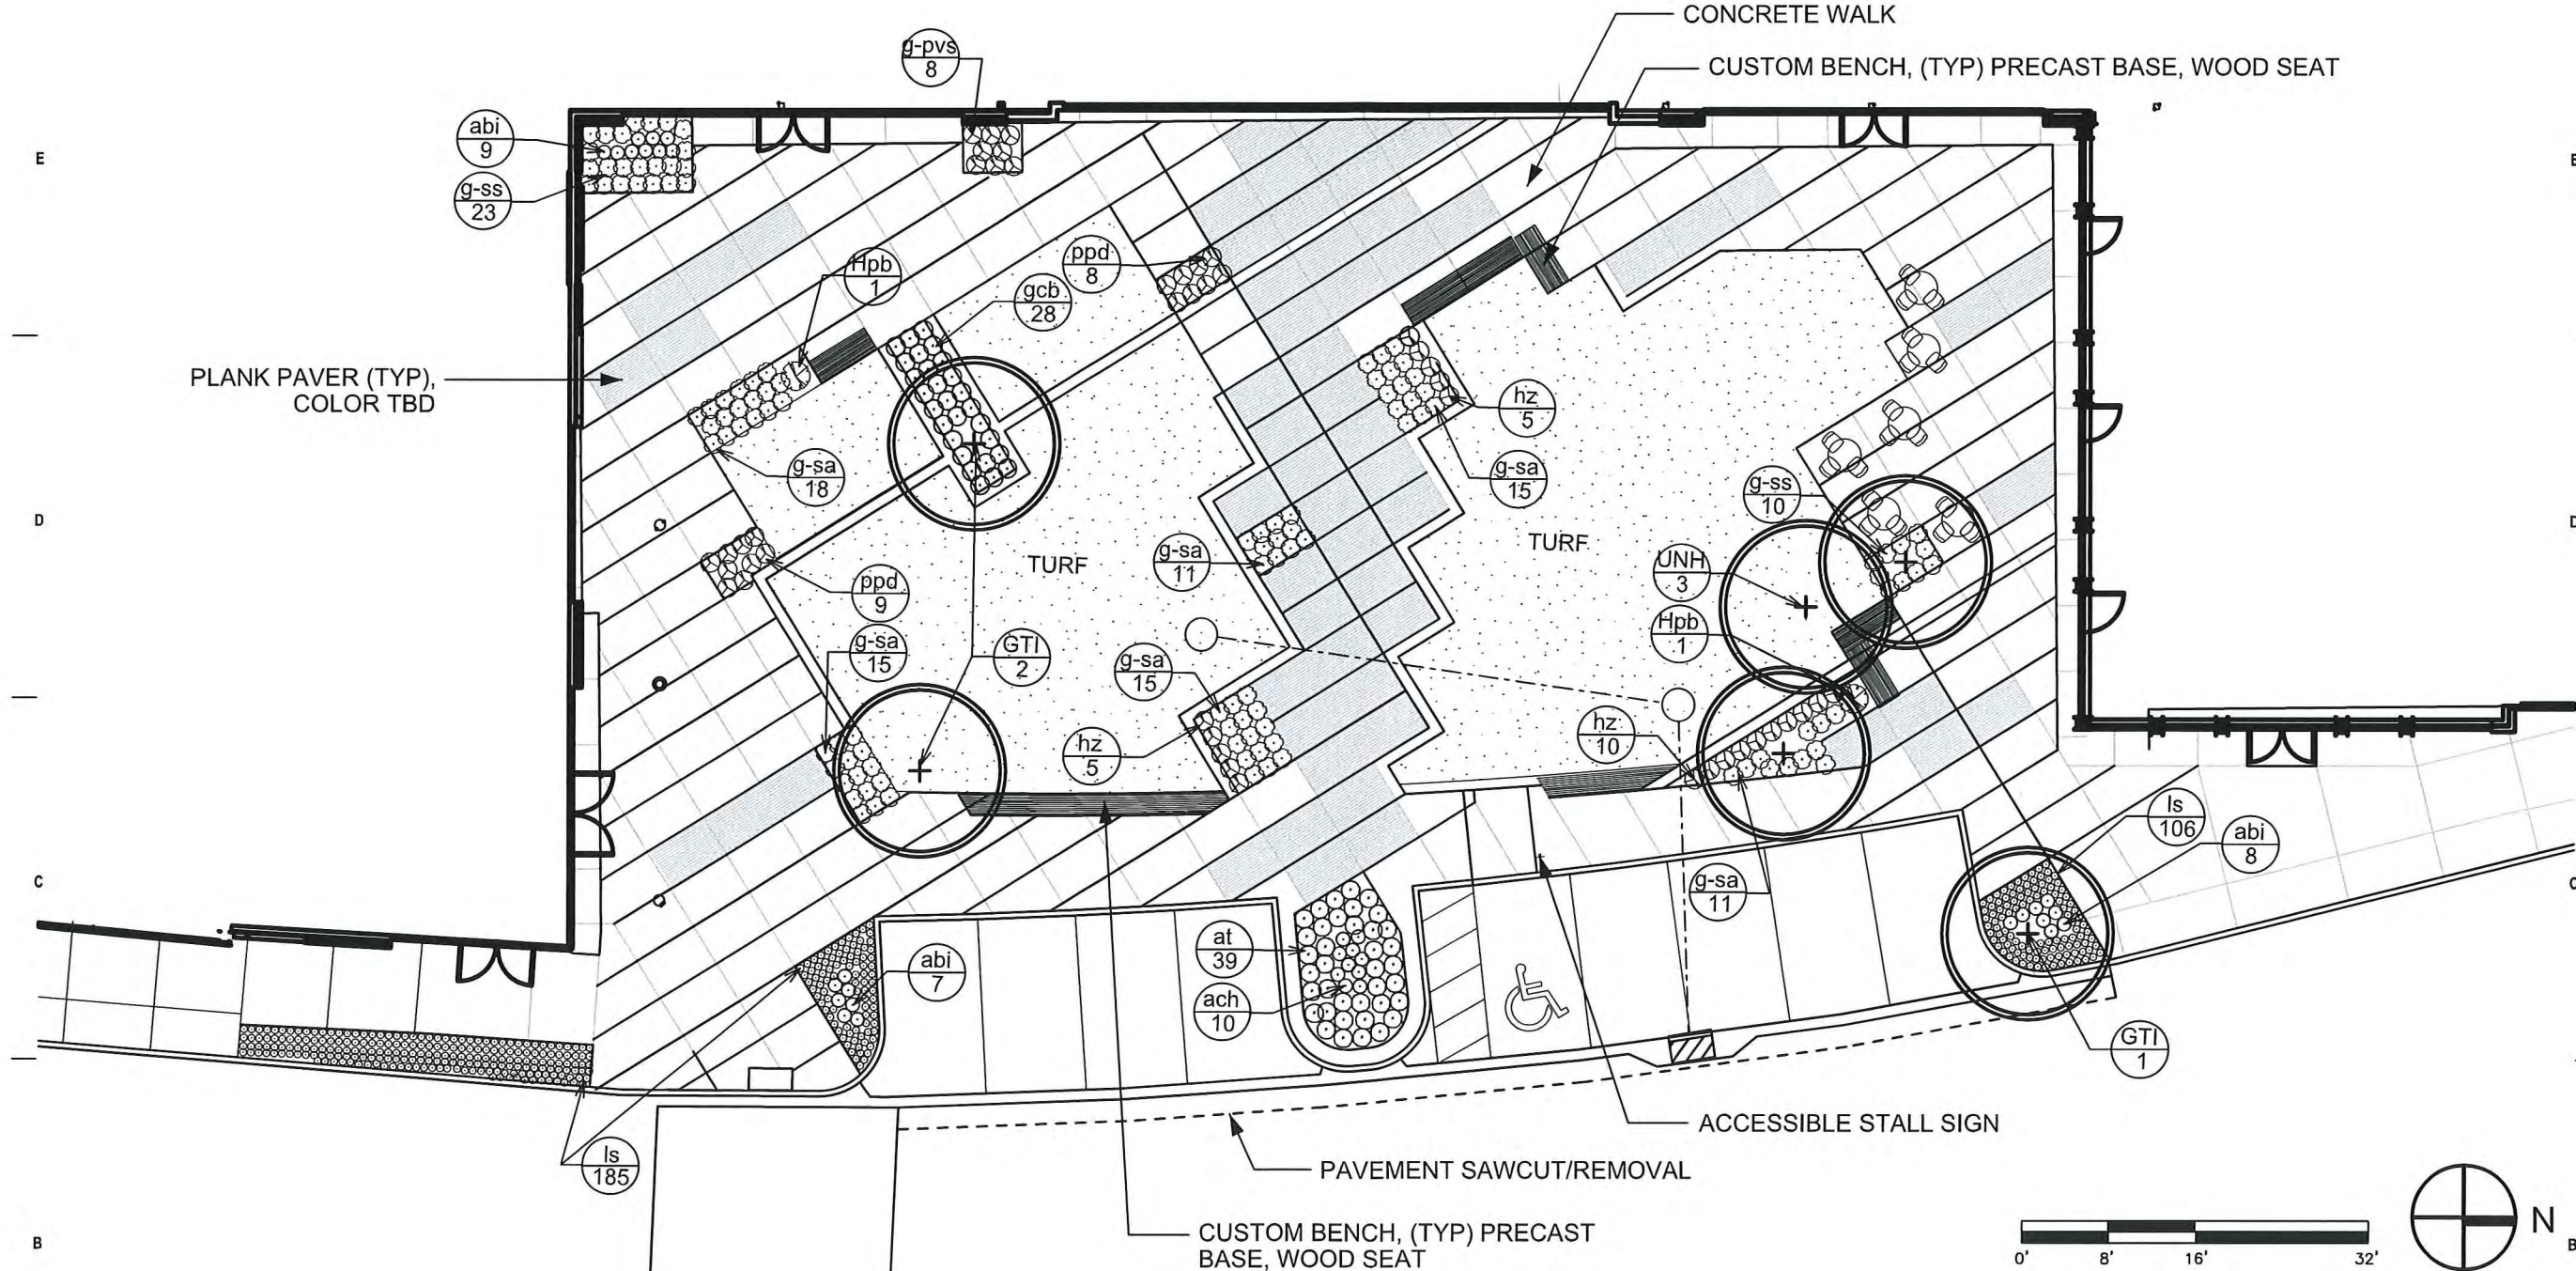 CONCRETE WALK
g-pvs
8
CUSTOM BENCH, (TYP) PRECAST BASE, WOOD SEAT
abi
9
E
E
g-ss
23
ppd
8
Hpb
1
gcb
28
PLANK PAVER (TYP),
COLOR TBD
hz
5
g-sa
18
g-sa
15
g-ss
10
D
D
TURF
TURF
g-sa
11
UNH
3
ppd
9
Hpb
1
g-sa
15
GTI
2
g-sa
15
hz
10
hz
5
ls
106
abi
8
C
C
g-sa
11
at
39
abi
7
ach
10
GTI
1
ACCESSIBLE STALL SIGN
ls
185
PAVEMENT SAWCUT/REMOVAL
CUSTOM BENCH, (TYP) PRECAST
BASE, WOOD SEAT
N
B
B
0' 8' 16' 32'